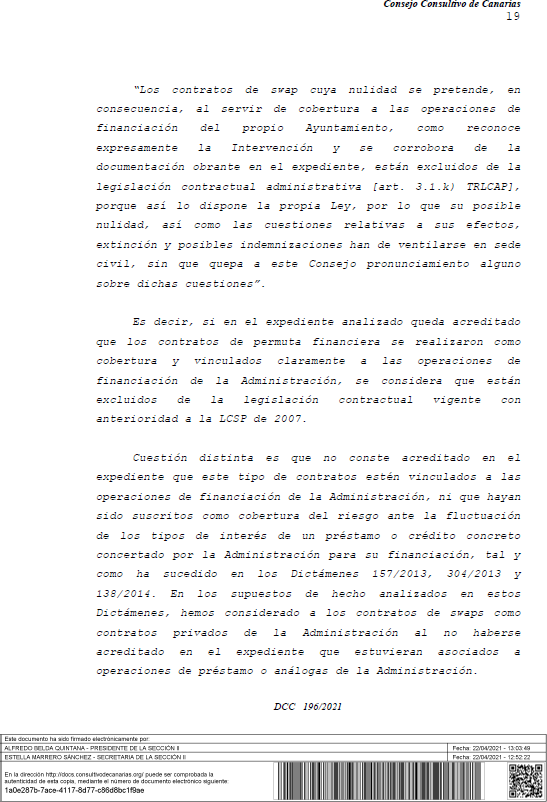 Consejo Consultivo de Canarias
19
“Los contratos de swap cuya nulidad se pretende, en
consecuencia, al servir de cobertura a las operaciones de
financiación del propio Ayuntamiento, como reconoce
expresamente la Intervención y se corrobora de la
documentación obrante en el expediente, están excluidos de la
legislación contractual administrativa [art. 3.1.k) TRLCAP],
porque así lo dispone la propia Ley, por lo que su posible
nulidad, así como las cuestiones relativas a sus efectos,
extinción y posibles indemnizaciones han de ventilarse en sede
civil, sin que quepa a este Consejo pronunciamiento alguno
sobre dichas cuestiones”.
Es decir, si en el expediente analizado queda acreditado
que los contratos de permuta financiera se realizaron como
cobertura y vinculados claramente a las operaciones de
financiación de la Administración, se considera que están
excluidos de la legislación contractual vigente con
anterioridad a la LCSP de 2007.
Cuestión distinta es que no conste acreditado en el
expediente que este tipo de contratos estén vinculados a las
operaciones de financiación de la Administración, ni que hayan
sido suscritos como cobertura del riesgo ante la fluctuación
de los tipos de interés de un préstamo o crédito concreto
concertado por la Administración para su financiación, tal y
como ha sucedido en los Dictámenes 157/2013, 304/2013 y
138/2014. En los supuestos de hecho analizados en estos
Dictámenes, hemos considerado a los contratos de swaps como
contratos privados de la Administración al no haberse
acreditado en el expediente que estuvieran asociados a
operaciones de préstamo o análogas de la Administración.
DCC 196/2021
Este documento ha sido firmado electrónicamente por:
ALFREDO BELDA QUINTANA - PRESIDENTE DE LA SECCIÓN II Fecha: 22/04/2021 - 13:03:49
ESTELLA MARRERO SÁNCHEZ - SECRETARIA DE LA SECCIÓN II Fecha: 22/04/2021 - 12:52:22
En la dirección http://docs.consultivodecanarias.org/ puede ser comprobada la
autenticidad de esta copia, mediante el número de documento electrónico siguiente:
1a0e287b-7ace-4117-8d77-c86d8bc1f9ae